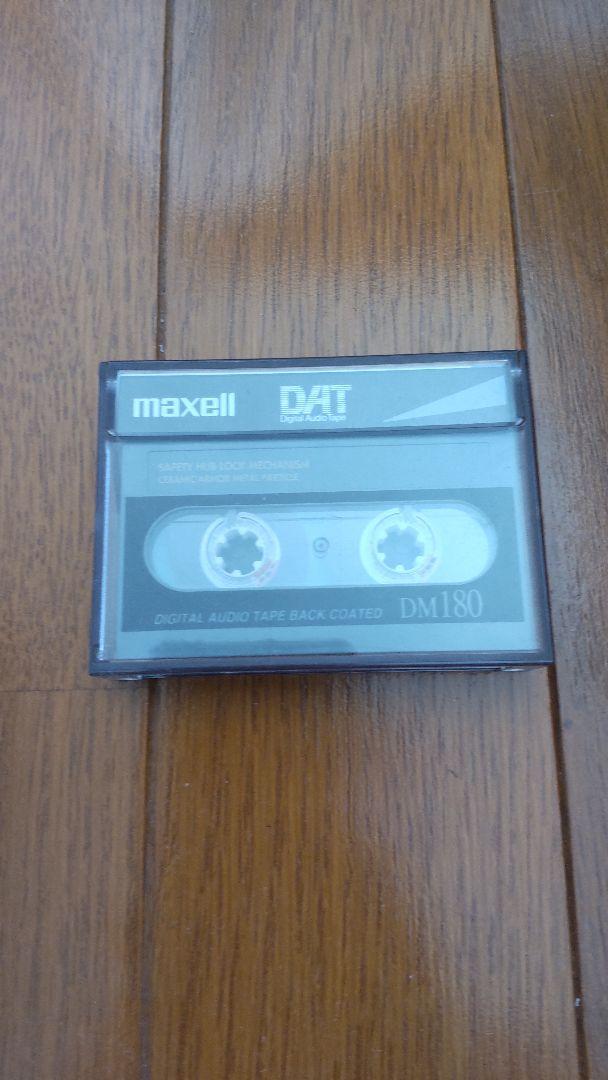 maxell
DAT
Digital Audio Tape
SAFETY HUB LOCK MECHANISM
CERAMIC ARMOR METAL PARTICLE
DIGITAL AUDIO TAPE BACK COATED DM180